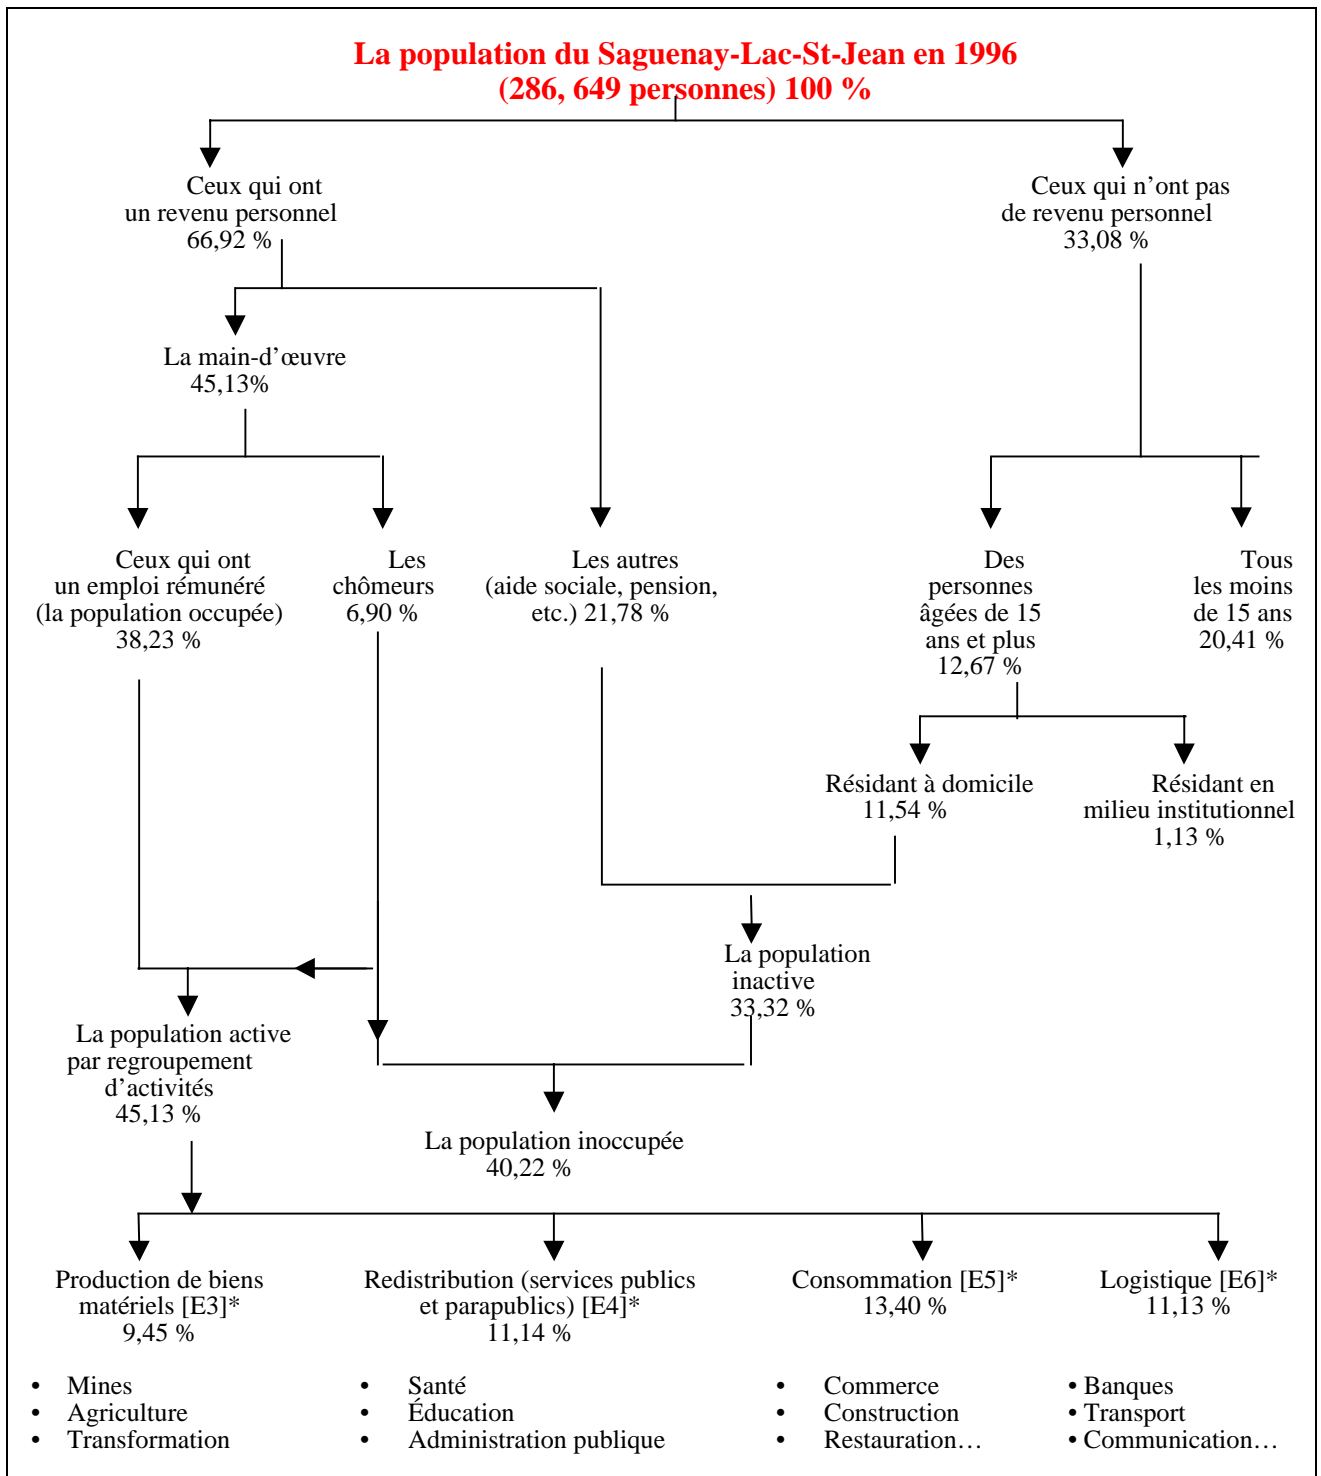 La population du Saguenay-Lac-St-Jean en 1996
(286, 649 personnes) 100 %
Ceux qui ont
un revenu personnel
66,92 %
Ceux qui n’ont pas
de revenu personnel
33,08 %
La main-d’œuvre
45,13%
Ceux qui ont
un emploi rémunéré
(la population occupée)
38,23 %
Les
chômeurs
6,90 %
Les autres
(aide sociale, pension,
etc.) 21,78 %
Des
personnes
âgées de 15
ans et plus
12,67 %
Tous
les moins
de 15 ans
20,41 %
Résidant à domicile
11,54 %
Résidant en
milieu institutionnel
1,13 %
La population
inactive
33,32 %
La population active
par regroupement
d’activités
45,13 %
La population inoccupée
40,22 %
Production de biens
matériels [E3]*
9,45 %
Redistribution (services publics
et parapublics) [E4]*
11,14 %
Consommation [E5]*
13,40 %
Logistique [E6]*
11,13 %
• Mines
• Agriculture
• Transformation
• Santé
• Éducation
• Administration publique
• Commerce
• Construction
• Restauration…
• Banques
• Transport
• Communication…